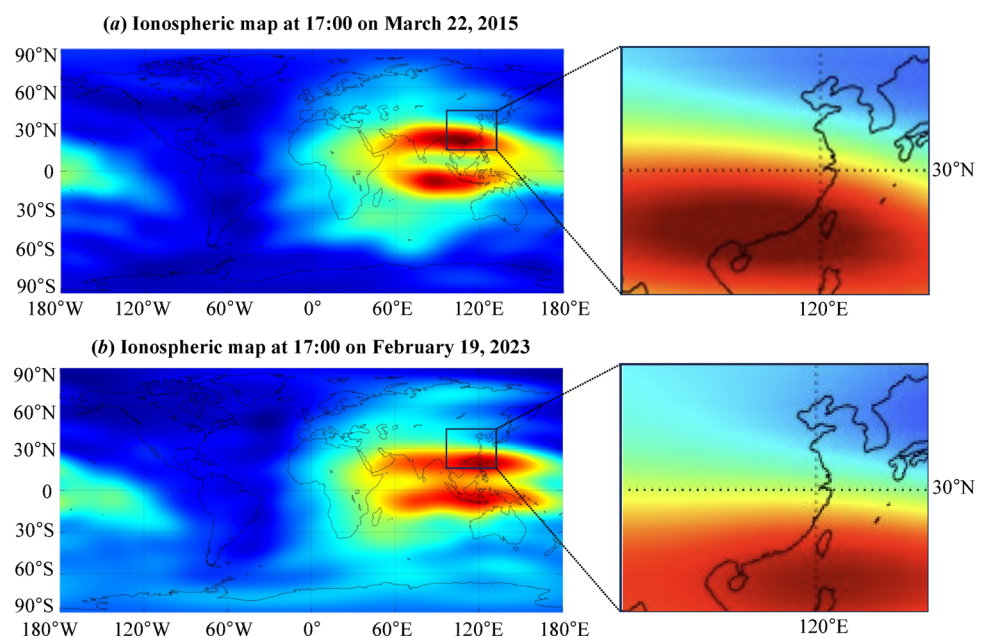 (a) Ionospheric map at 17:00 on March 22, 2015
90°N
60°N
30°N
0
30°S
60°S
90°S
180°W 120°W 60°W 0° 60°E 120°E 180°E
30°N
120°E
(b) Ionospheric map at 17:00 on February 19, 2023
90°N
60°N
30°N
0
30°S
60°S
90°S
180°W 120°W 60°W 0° 60°E 120°E 180°E
30°N
120°E